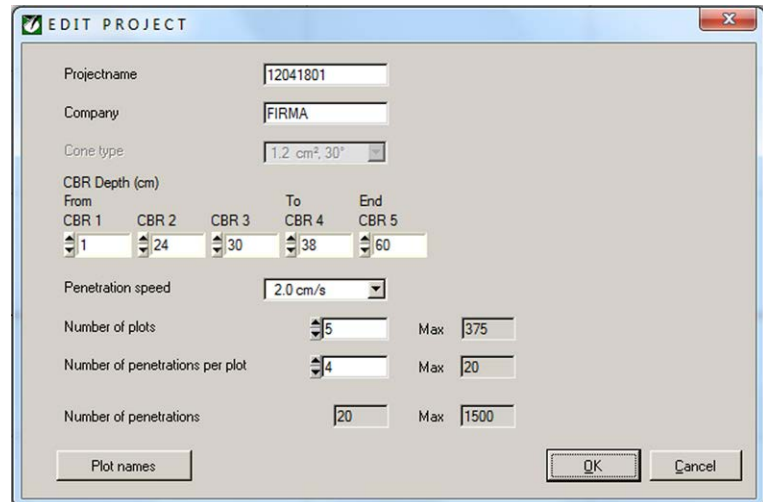 EDIT PROJECT
Projectname 12041801
Company FIRMA
Cone type 1.2 cm², 30°
CBR Depth (cm)
From To End
CBR 1 CBR 2 CBR 3 CBR 4 CBR 5
1 24 30 38 60
Penetration speed 2.0 cm/s
Number of plots 5 Max 375
Number of penetrations per plot 4 Max 20
Number of penetrations 20 Max 1500
Plot names OK Cancel